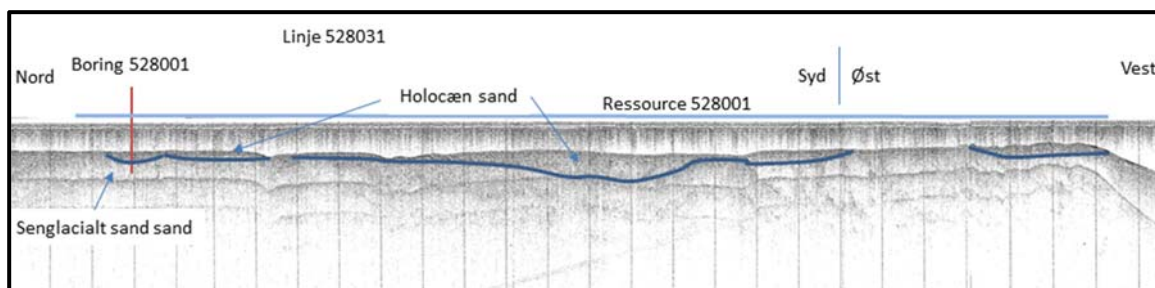 Linje 528031
Nord
Boring 528001
Syd
Øst
Vest
Holocæn sand
Ressource 528001
Senglacialt sand sand